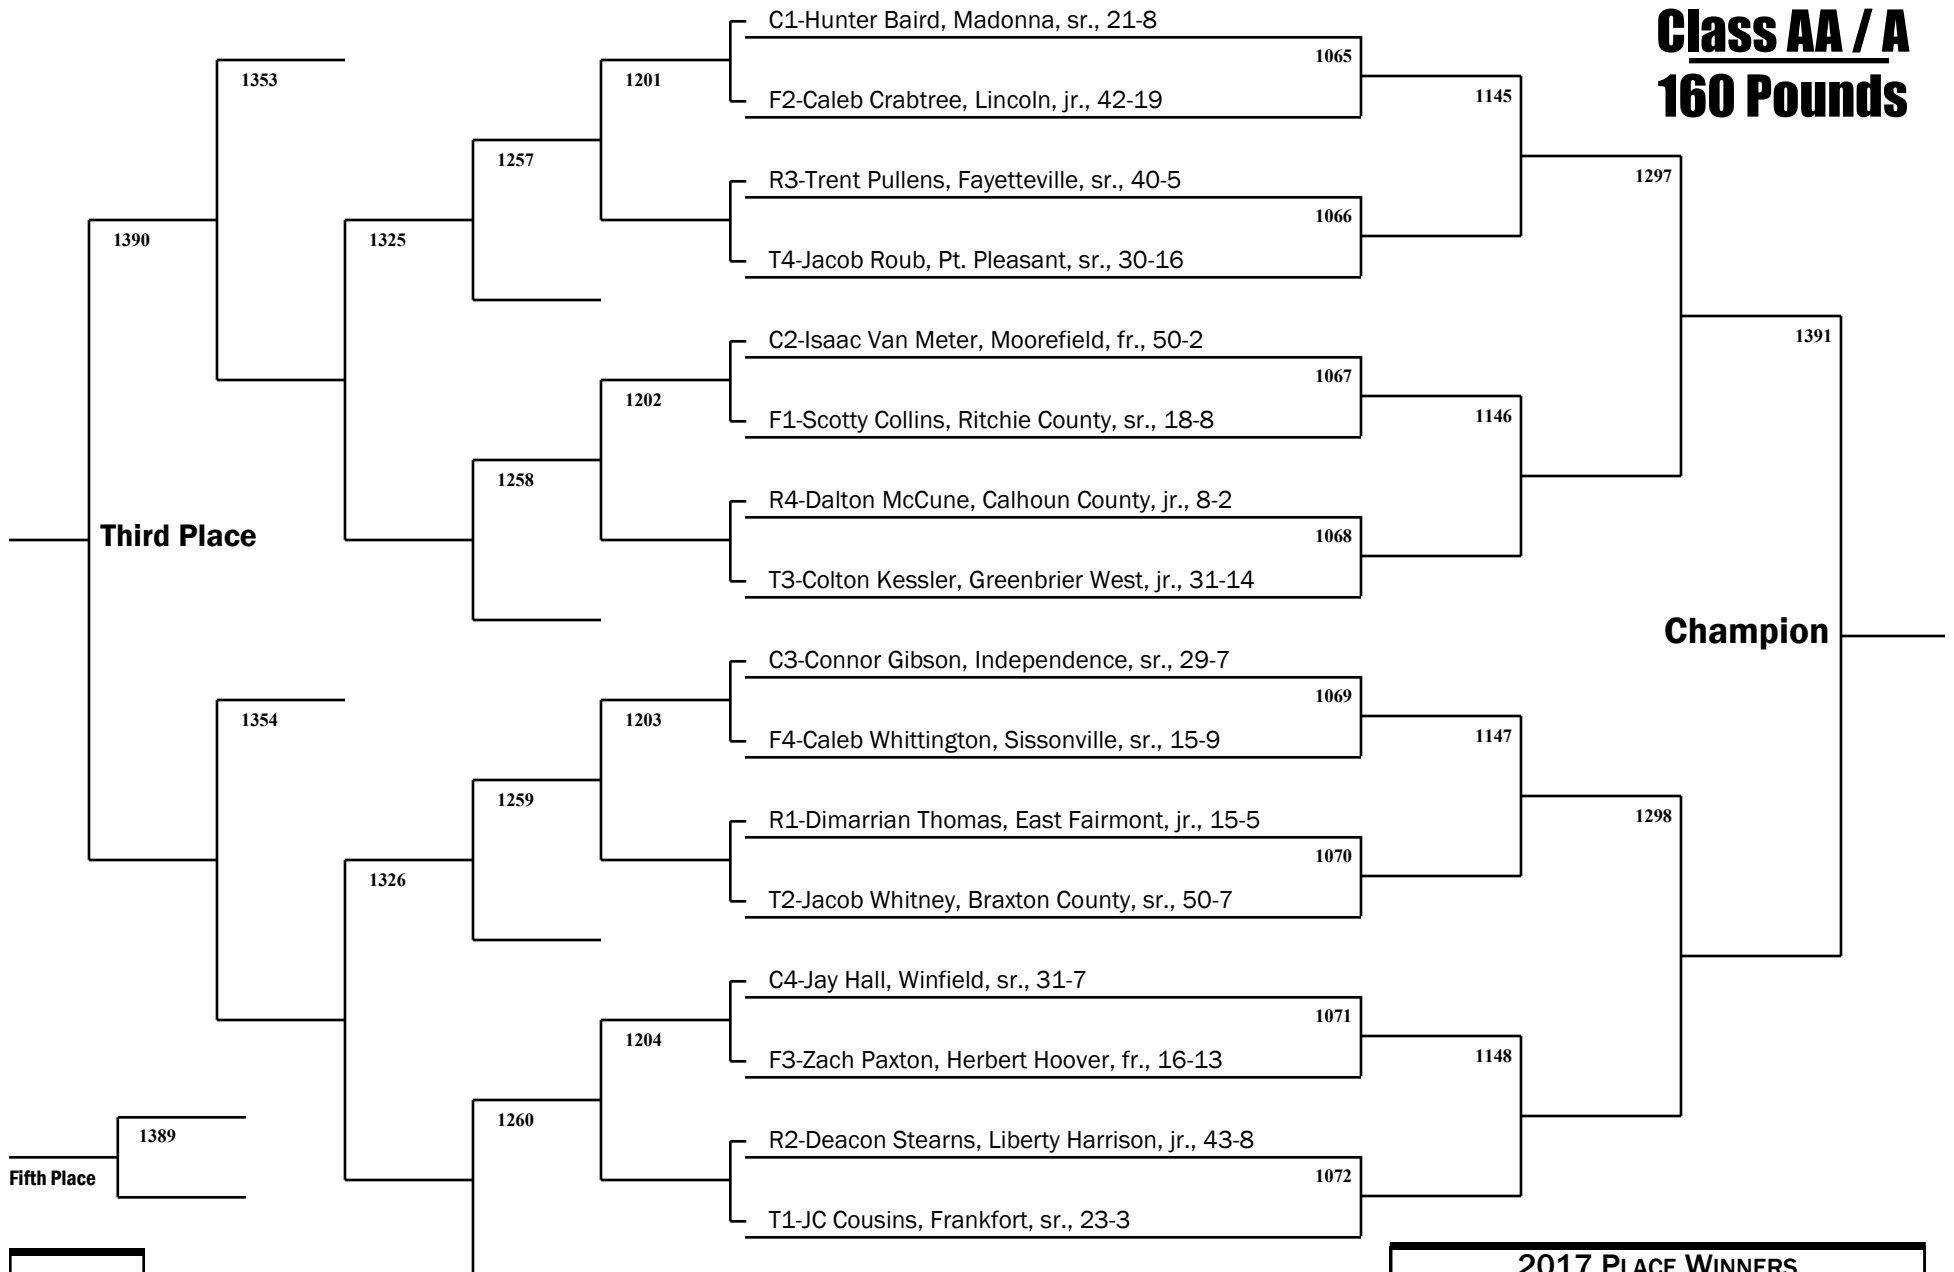 Class AA / A
160 Pounds
C1-Hunter Baird, Madonna, sr., 21-8
1065
F2-Caleb Crabtree, Lincoln, jr., 42-19
1353
1201
1145
1257
R3-Trent Pullens, Fayetteville, sr., 40-5
1297
1066
1390
1325
T4-Jacob Roub, Pt. Pleasant, sr., 30-16
C2-Isaac Van Meter, Moorefield, fr., 50-2
1391
1067
1202
F1-Scotty Collins, Ritchie County, sr., 18-8
1146
1258
R4-Dalton McCune, Calhoun County, jr., 8-2
Third Place
1068
T3-Colton Kessler, Greenbrier West, jr., 31-14
Champion
C3-Connor Gibson, Independence, sr., 29-7
1069
1354
1203
F4-Caleb Whittington, Sissonville, sr., 15-9
1147
1259
R1-Dimarrian Thomas, East Fairmont, jr., 15-5
1298
1070
1326
T2-Jacob Whitney, Braxton County, sr., 50-7
C4-Jay Hall, Winfield, sr., 31-7
1071
1204
F3-Zach Paxton, Herbert Hoover, fr., 16-13
1148
1260
1389
R2-Deacon Stearns, Liberty Harrison, jr., 43-8
Fifth Place
1072
T1-JC Cousins, Frankfort, sr., 23-3
2017 PLACE WINNERS